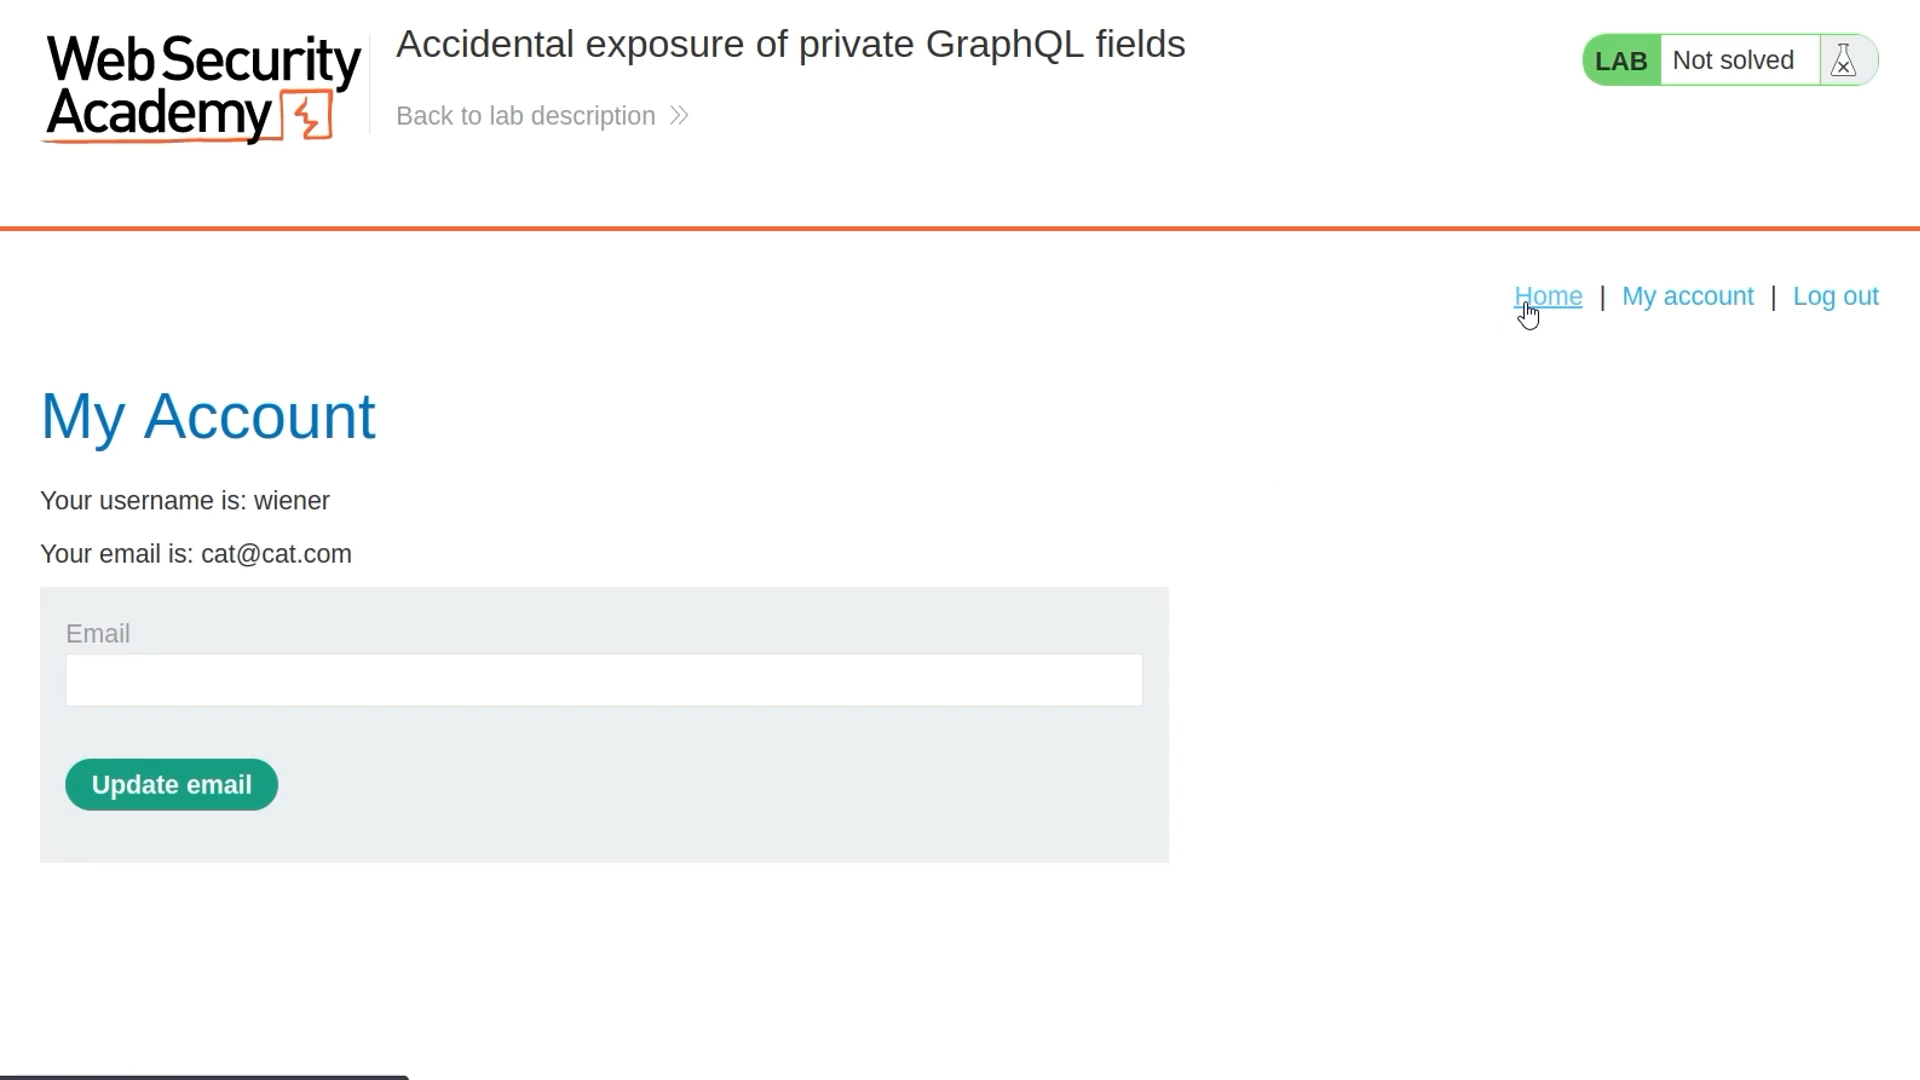 Web Security
Academy
Accidental exposure of private GraphQL fields
Back to lab description
LAB
Not solved
Home | My account | Log out
My Account
Your username is: wiener
Your email is: cat@cat.com
Email
Update email